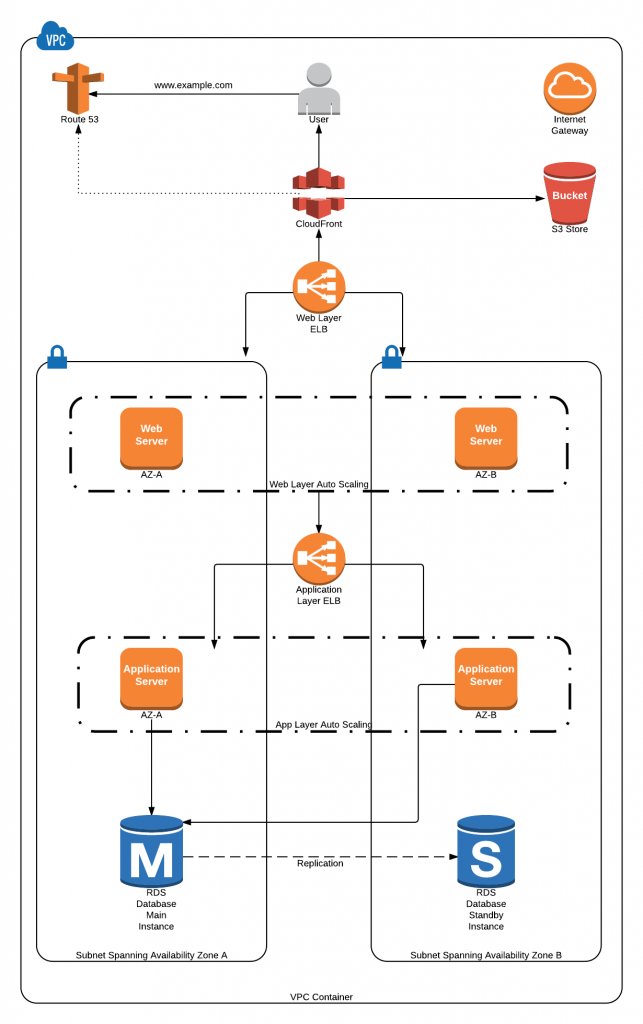 VPC
www.example.com
Route 53
User
Internet
Gateway
Bucket
S3 Store
CloudFront
Web Layer
ELB
Web
Server
AZ-A
Web
Server
AZ-B
Web Layer Auto Scaling
Application
Layer ELB
Application
Server
AZ-A
Application
Server
AZ-B
App Layer Auto Scaling
M
RDS
Database
Main
Instance
Replication
S
RDS
Database
Standby
Instance
Subnet Spanning Availability Zone A
Subnet Spanning Availability Zone B
VPC Container